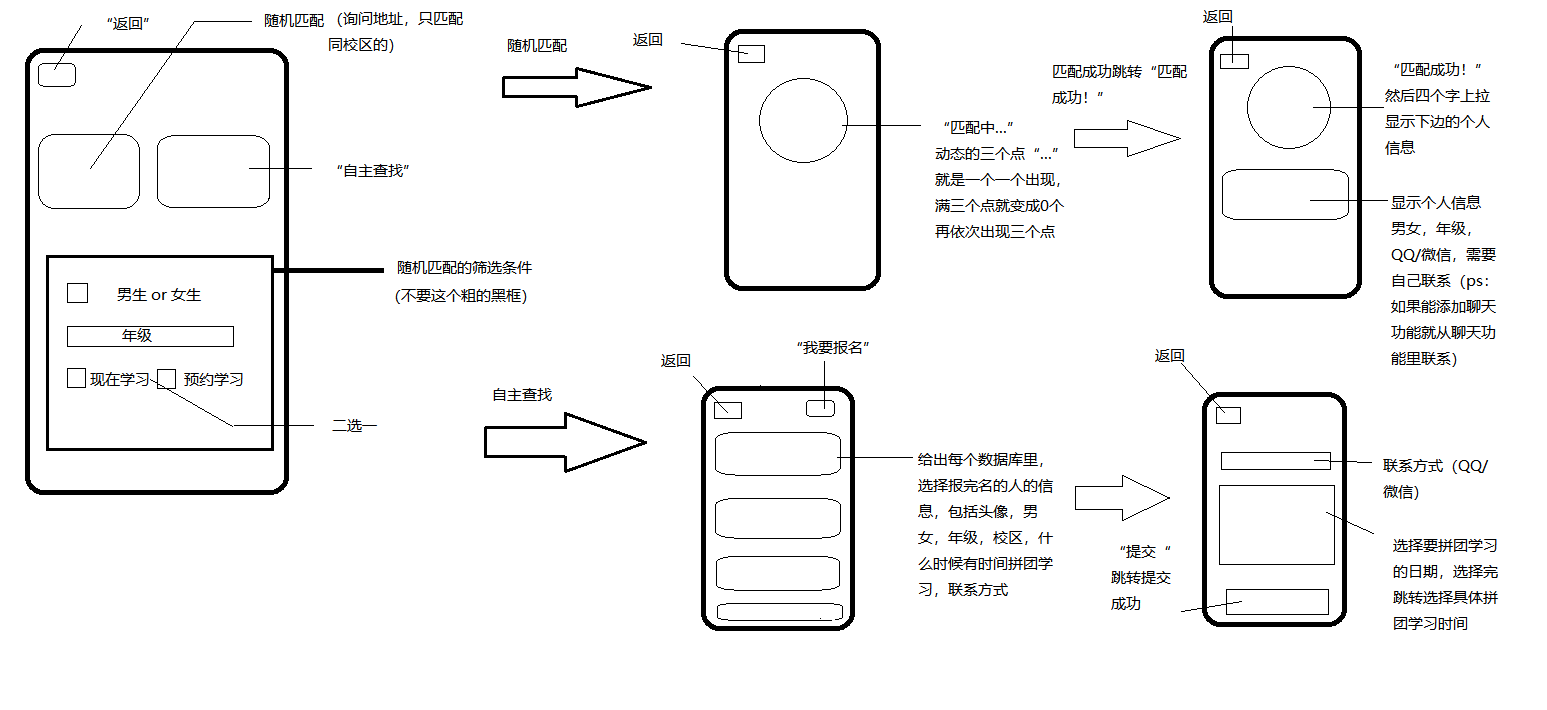 “返回”
随机匹配 （询问地址，只匹配
同校区的）
“自主查找”
随机匹配的筛选条件
（不要这个粗的黑框）
男生 or 女生
年级
现在学习
预约学习
二选一
随机匹配
返回
“匹配中...”
动态的三个点“...”
就是一个一个出现，
满三个点就变成0个
再依次出现三个点
匹配成功跳转“匹配
成功！”
返回
“匹配成功！”
然后四个字上拉
显示下边的个人
信息
显示个人信息
男女，年级，
QQ/微信，需要
自己联系（ps：
如果能添加聊天
功能就从聊天功
能里联系）
自主查找
返回
“我要报名”
给出每个数据库里，
选择报完名的人的信
息，包括头像，男
女，年级，校区，什
么时候有时间拼团学
习，联系方式
“提交“
跳转提交
成功
返回
联系方式（QQ/
微信）
选择要拼团学习
的日期，选择完
跳转选择具体拼
团学习时间